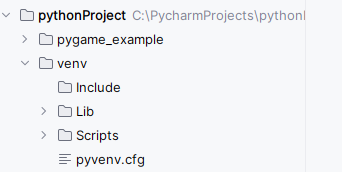 pythonProject C:\PycharmProjects\python
pygame_example
venv
Include
Lib
Scripts
pyvenv.cfg